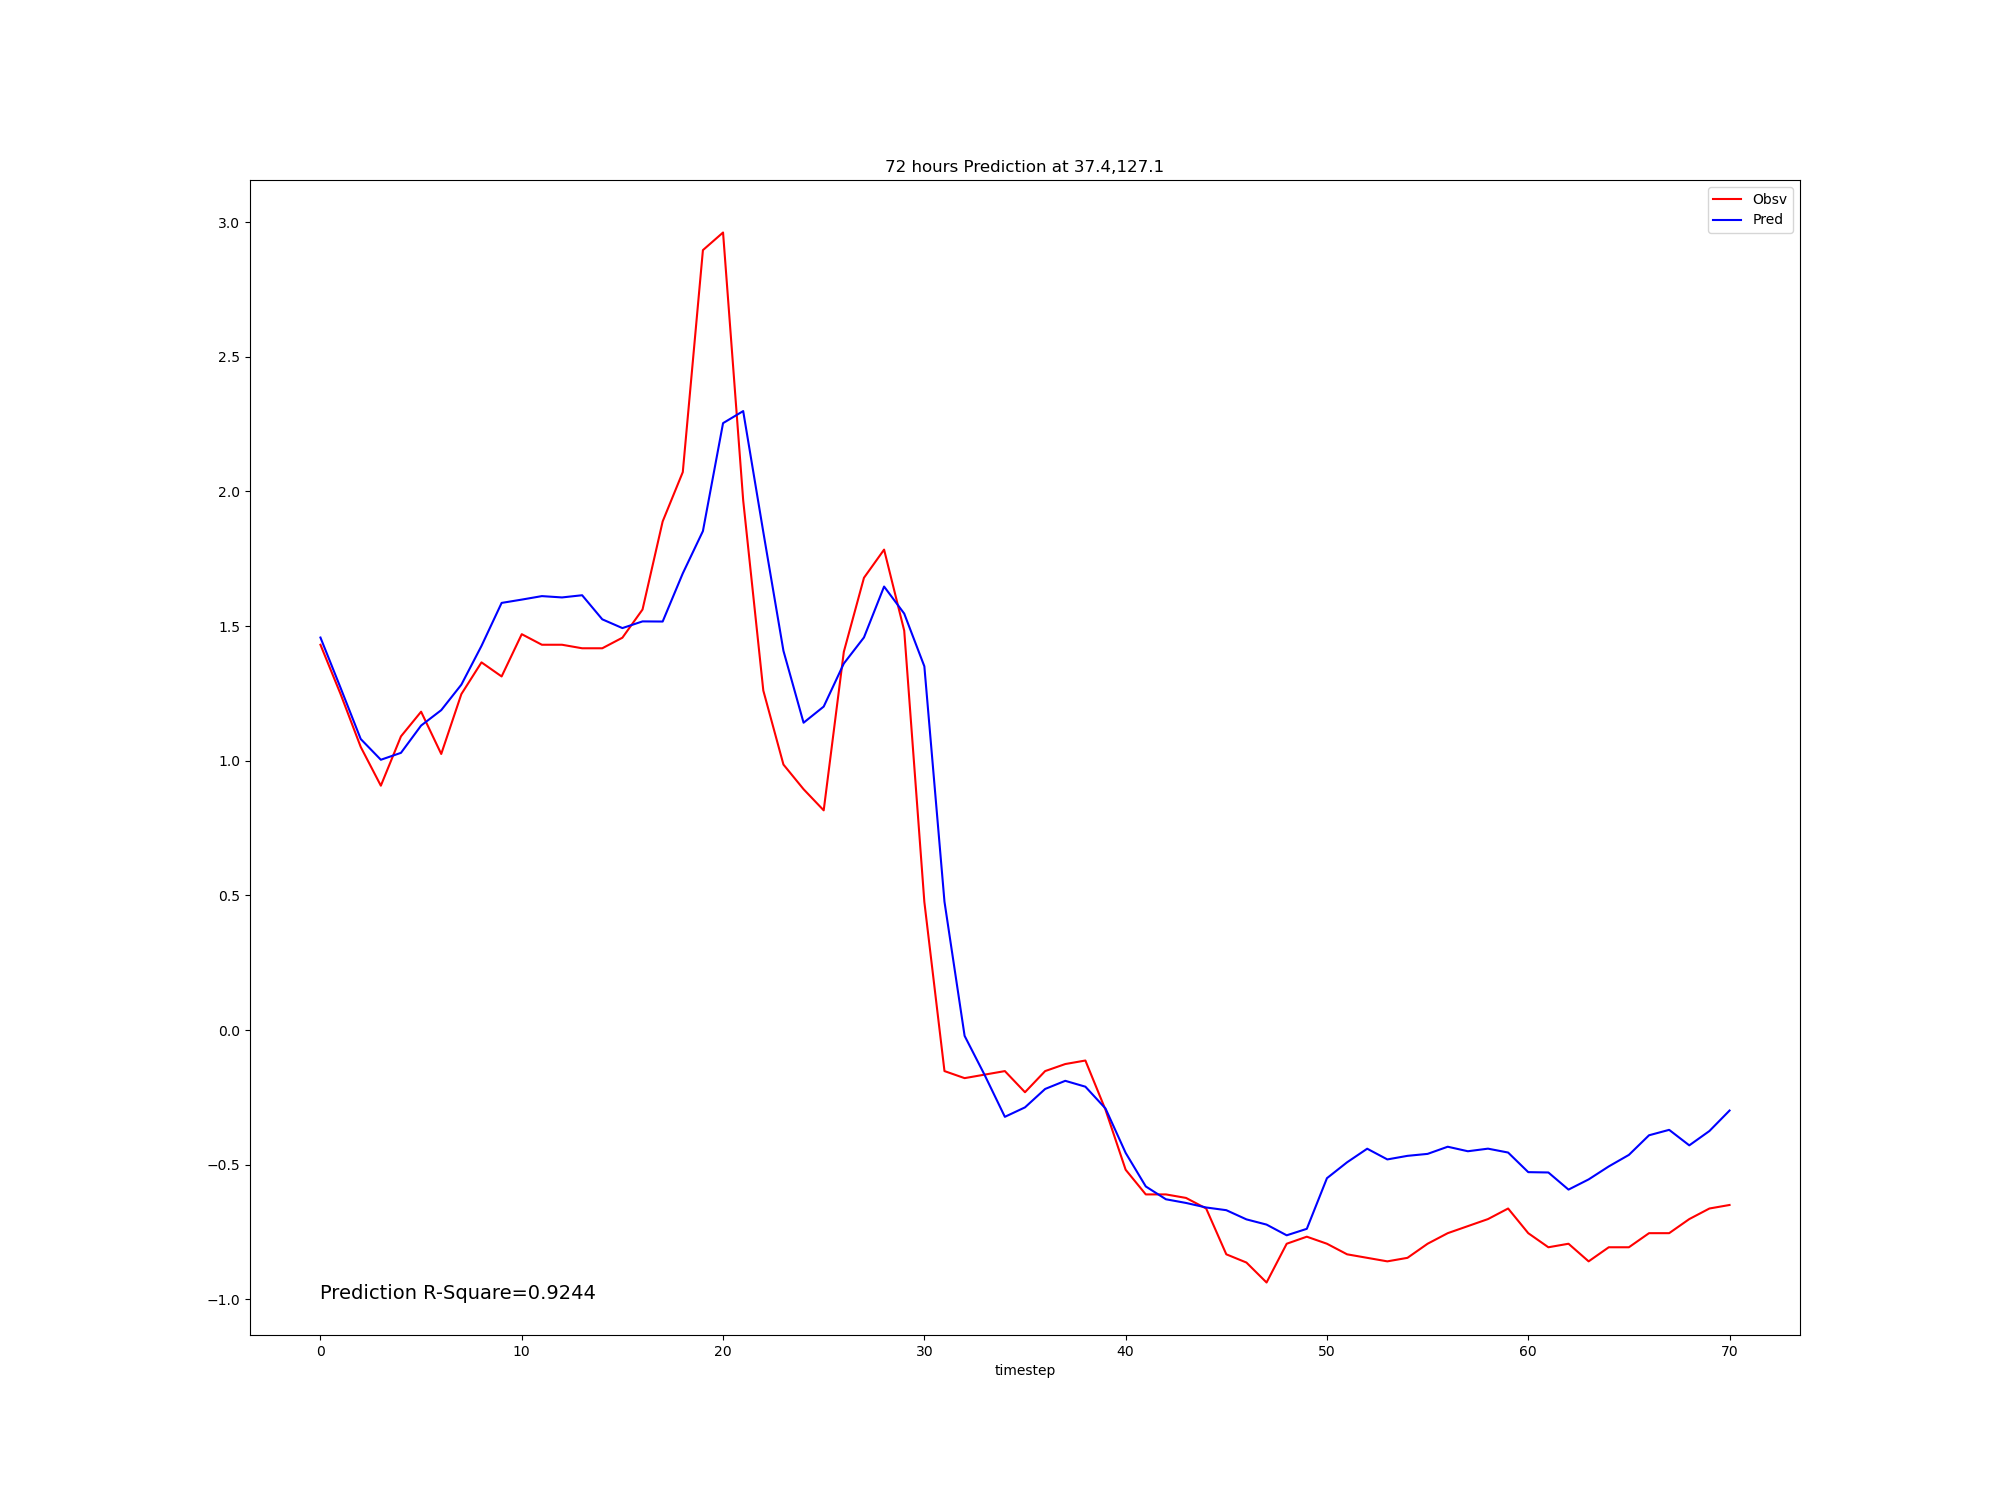 72 hours Prediction at 37.4,127.1
Obsv
Pred
3.0
2.5
2.0
1.5
1.0
0.5
0.0
−0.5
−1.0
Prediction R-Square=0.9244
0 10 20 30 40 50 60 70
timestep